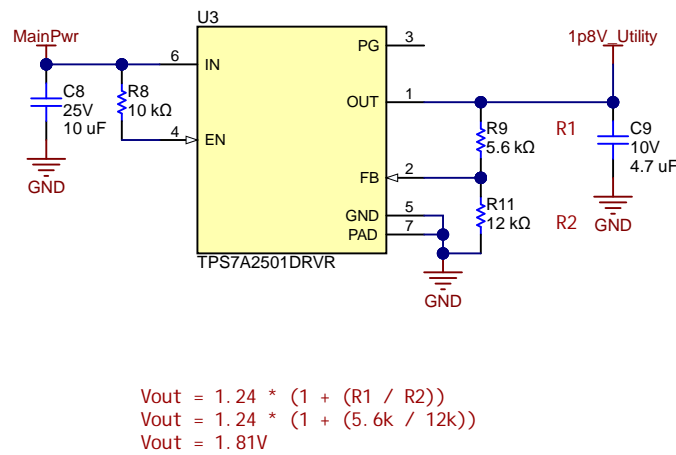 U3
MainPwr
1p8V_Utility
PG
3
6
IN
C8
25V
10 uF
R8
10 kΩ
OUT
1
R9
5.6 kΩ
R1
C9
10V
4.7 uF
4
EN
FB
2
GND
R11
12 kΩ
R2
GND
5
PAD
7
GND
TPS7A2501DRVR
GND
Vout = 1.24 * (1 + (R1 / R2))
Vout = 1.24 * (1 + (5.6k / 12k))
Vout = 1.81V